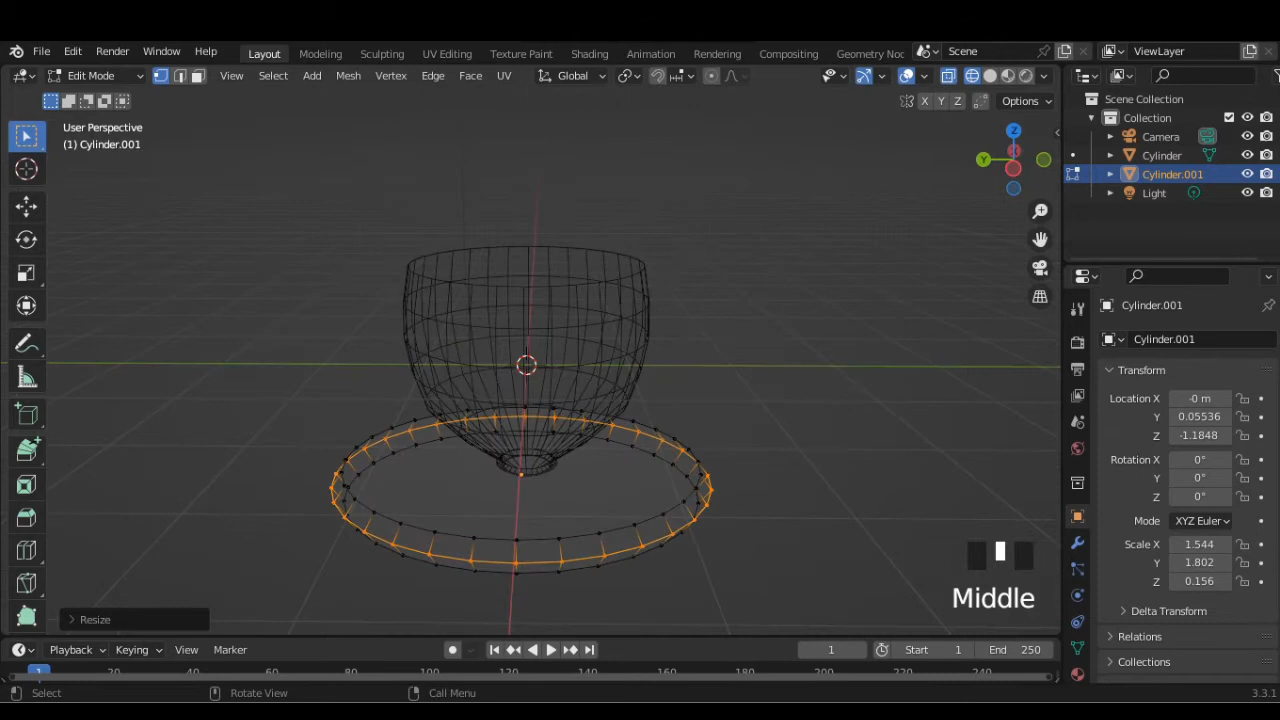 File Edit Render Window Help Layout Modeling Sculpting UV Editing Texture Paint Shading Animation Rendering Compositing Geometry Noc Scene ViewLayer
Edit Mode View Select Add Mesh Vertex Edge Face UV Global
X Y Z Options
User Perspective
(1) Cylinder.001
Z
Y
Scene Collection
Collection
Camera
Cylinder
Cylinder.001
Light
Cylinder.001
Cylinder.001
Transform
Location X -0 m
Y 0.05536
Z -1.1848
Rotation X 0°
Y 0°
Z 0°
Mode XYZ Euler
Scale X 1.544
Y 1.802
Z 0.156
Delta Transform
Relations
Collections
Middle
Resize
Playback Keying View Marker 1 Start 1 End 250
1 20 40 60 80 100 120 140 160 180 200 220 240
Select Rotate View Call Menu 3.3.1